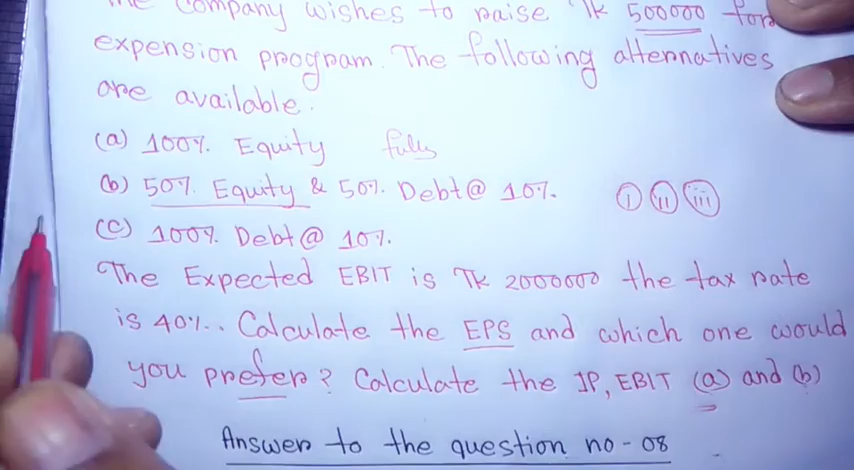 The Company wishes to raise Tk 500000 for
expension program. The following alternatives
are available.
(a) 100%. Equity fully
(b) 50%. Equity & 50%. Debt@ 10%. i ii iii
(c) 100%. Debt@ 10%.
The Expected EBIT is Tk 2000000 the tax rate
is 40%.. Calculate the EPS and which one would
you prefer? Calculate the IP, EBIT (a) and (b)
Answer to the question no - 08